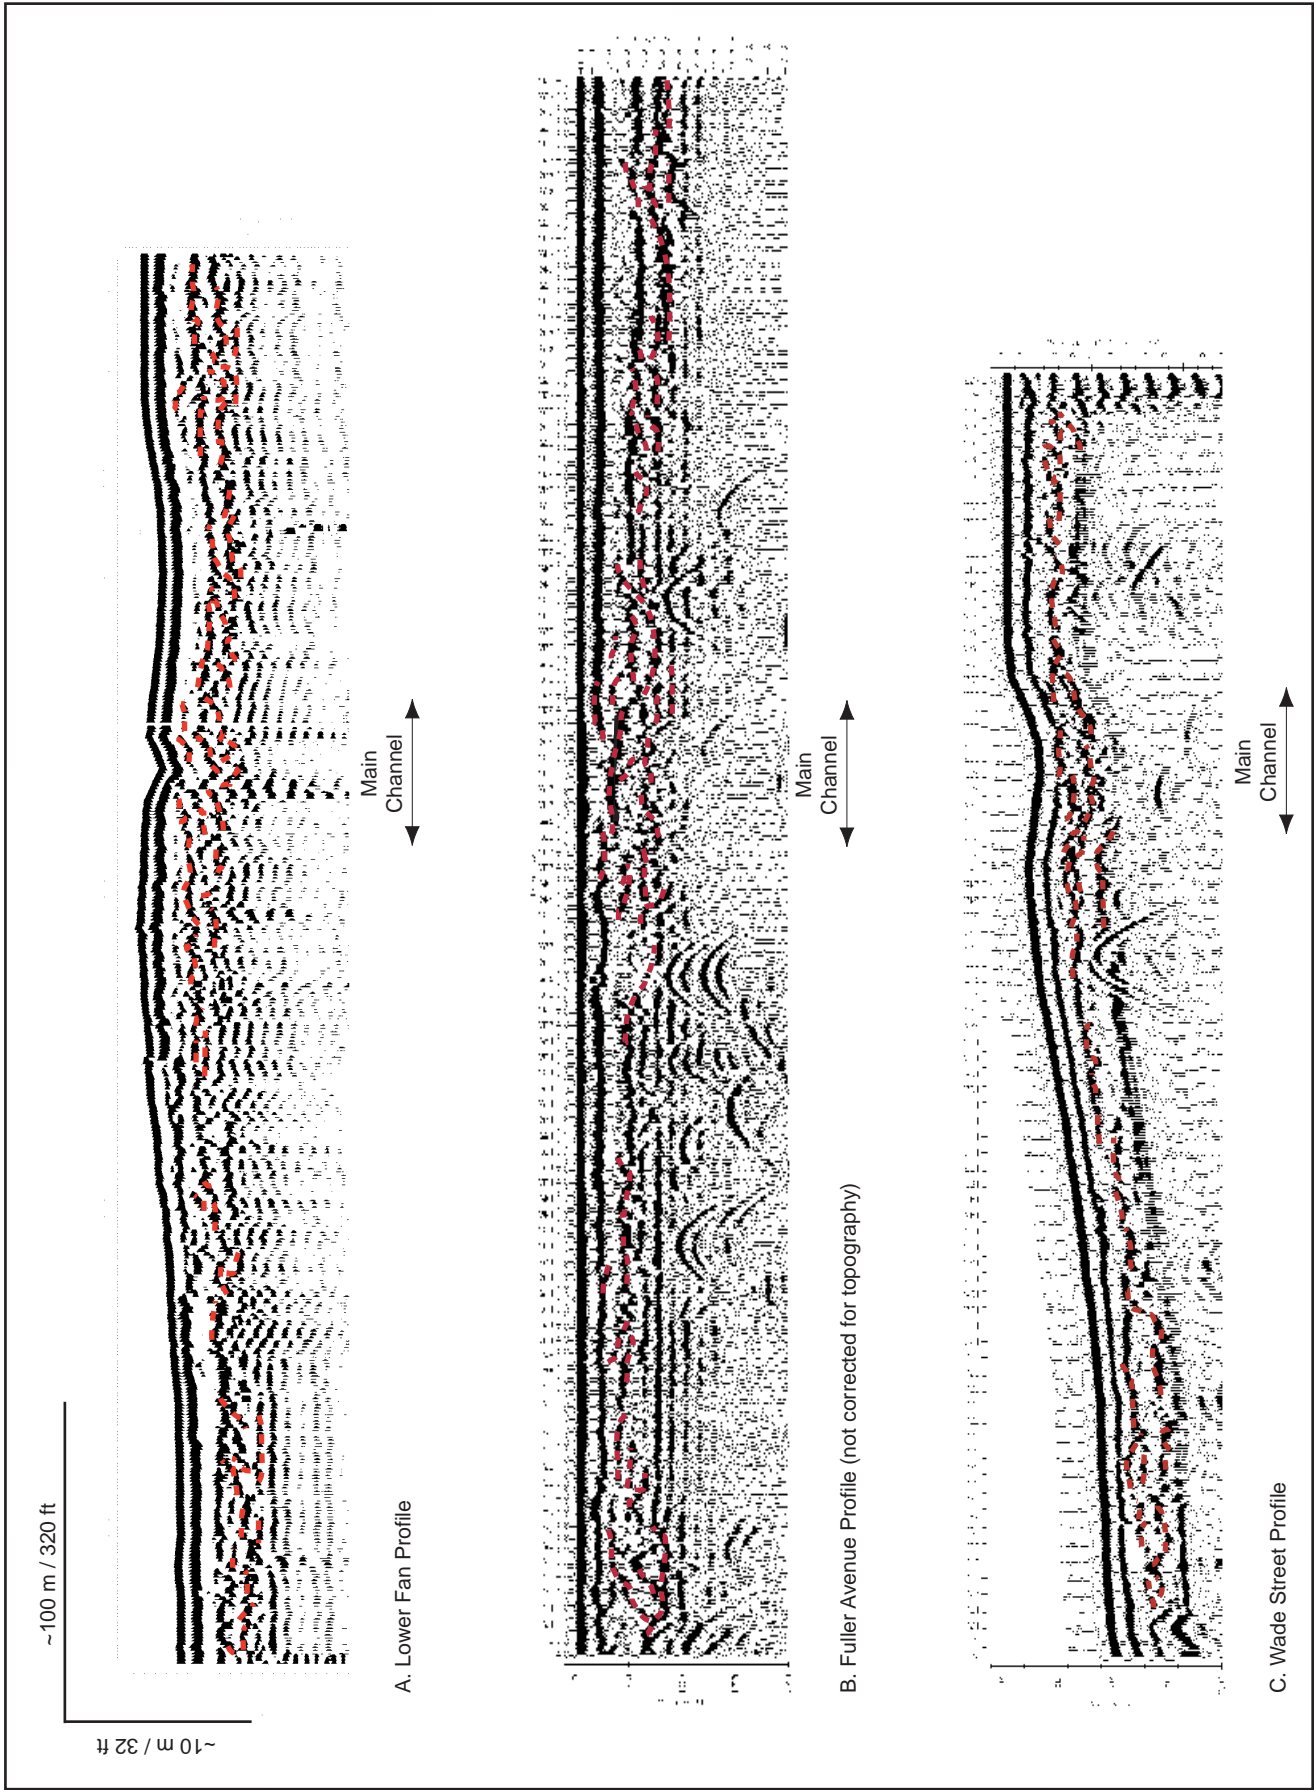 ~100 m / 320 ft
~10 m / 32 ft
Main
Channel
A. Lower Fan Profile
Main
Channel
B. Fuller Avenue Profile (not corrected for topography)
Main
Channel
C. Wade Street Profile